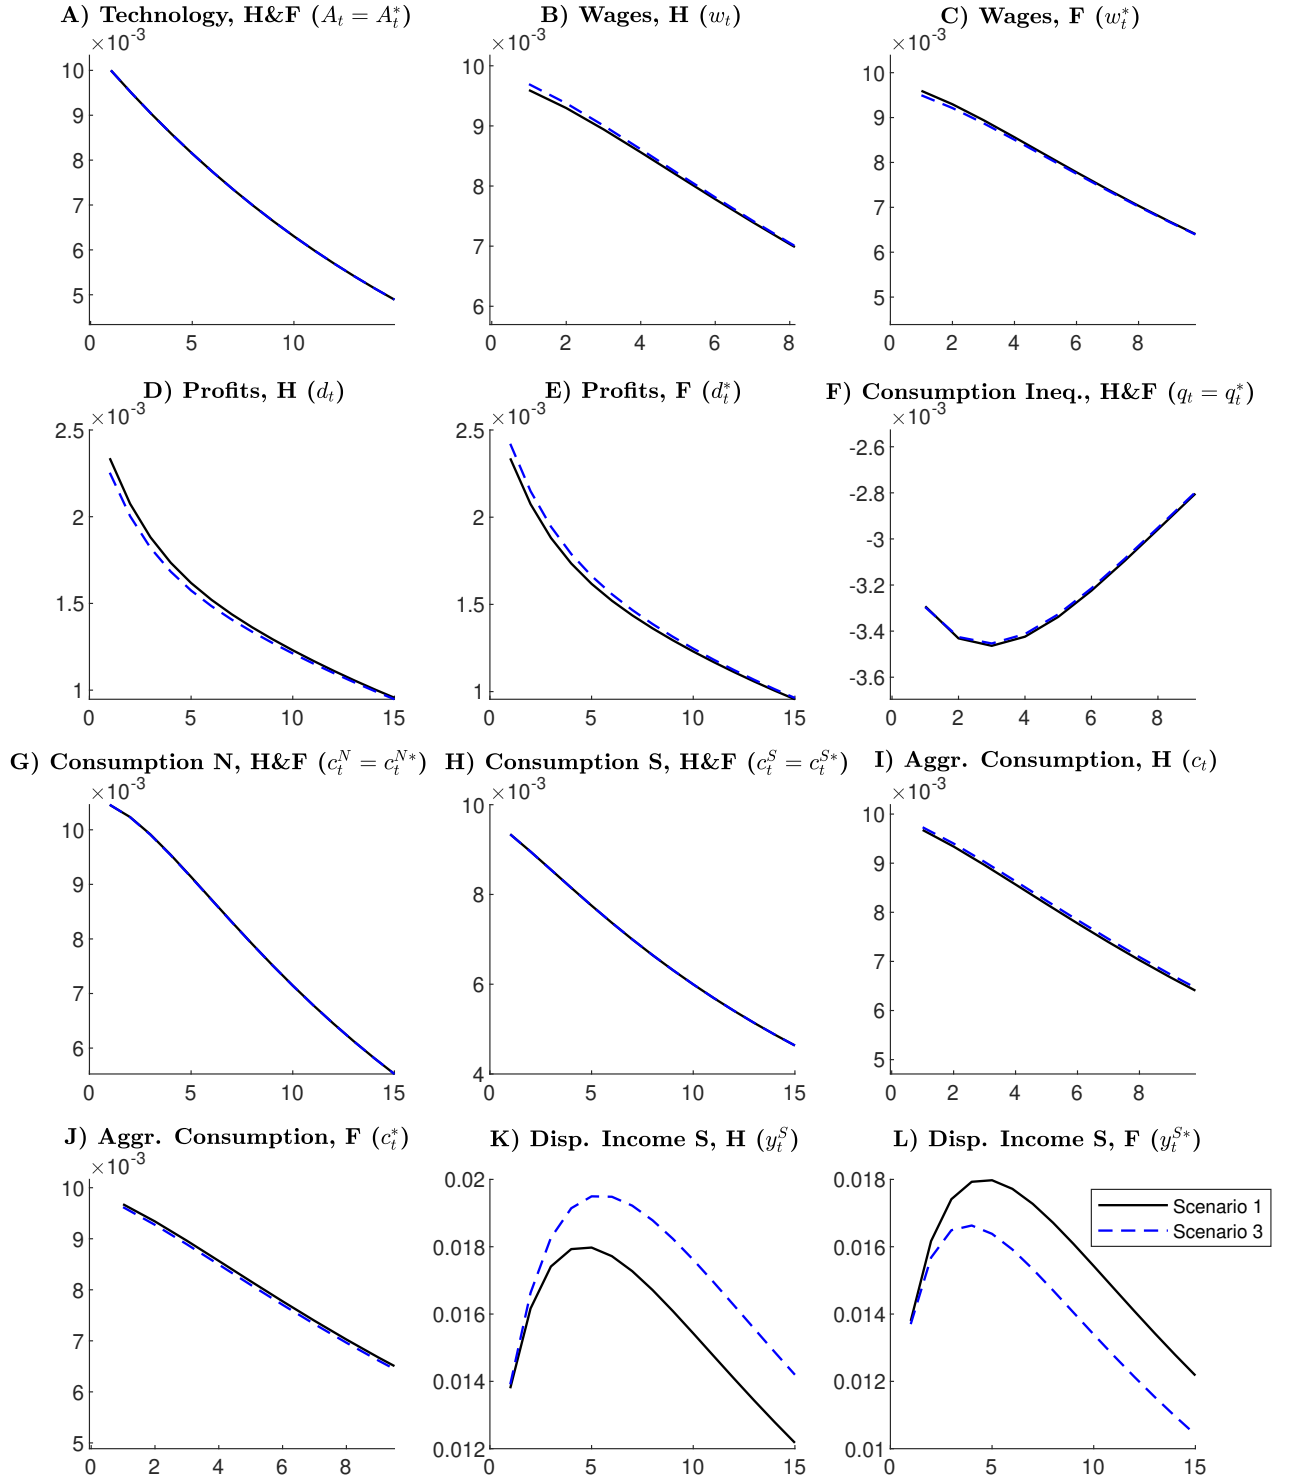 A) Technology, H&F (A_t = A_t^*)
×10^-3
10
9
8
7
6
5
0 5 10
B) Wages, H (w_t)
×10^-3
10
9
8
7
6
0 2 4 6 8
C) Wages, F (w_t^*)
×10^-3
10
9
8
7
6
5
0 2 4 6 8
D) Profits, H (d_t)
×10^-3
2.5
2
1.5
1
0 5 10 15
E) Profits, F (d_t^*)
×10^-3
2.5
2
1.5
1
0 5 10 15
F) Consumption Ineq., H&F (q_t = q_t^*)
×10^-3
-2.6
-2.8
-3
-3.2
-3.4
-3.6
0 2 4 6 8
G) Consumption N, H&F (c_t^N = c_t^{N*})
×10^-3
10
9
8
7
6
0 5 10 15
H) Consumption S, H&F (c_t^S = c_t^{S*})
×10^-3
10
8
6
4
0 5 10 15
I) Aggr. Consumption, H (c_t)
×10^-3
10
9
8
7
6
5
0 2 4 6 8
J) Aggr. Consumption, F (c_t^*)
×10^-3
10
9
8
7
6
5
0 2 4 6 8
K) Disp. Income S, H (y_t^S)
0.02
0.018
0.016
0.014
0.012
0 5 10 15
L) Disp. Income S, F (y_t^{S*})
0.018
0.016
0.014
0.012
0.01
0 5 10 15
Scenario 1
Scenario 3